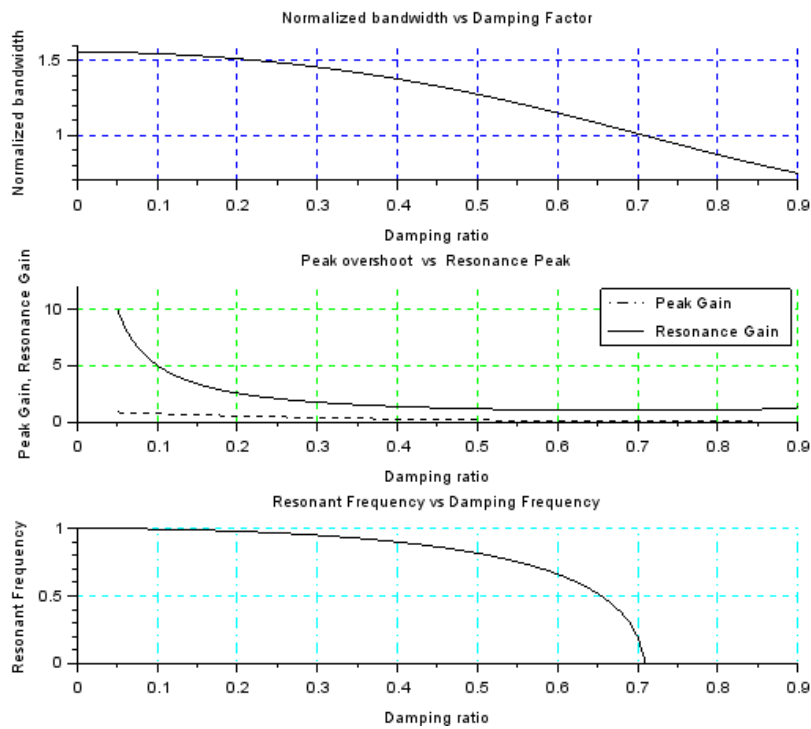 Normalized bandwidth vs Damping Factor
Normalized bandwidth
1.5
1
0 0.1 0.2 0.3 0.4 0.5 0.6 0.7 0.8 0.9
Damping ratio
Peak overshoot vs Resonance Peak
Peak Gain, Resonance Gain
10
5
0
Peak Gain
Resonance Gain
0 0.1 0.2 0.3 0.4 0.5 0.6 0.7 0.8 0.9
Damping ratio
Resonant Frequency vs Damping Frequency
Resonant Frequency
1
0.5
0
0 0.1 0.2 0.3 0.4 0.5 0.6 0.7 0.8 0.9
Damping ratio